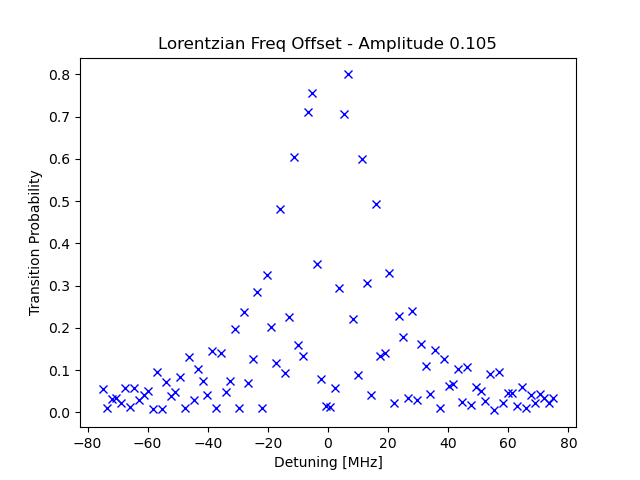 Lorentzian Freq Offset - Amplitude 0.105
Transition Probability
0.8
0.7
0.6
0.5
0.4
0.3
0.2
0.1
0.0
−80 −60 −40 −20 0 20 40 60 80
Detuning [MHz]